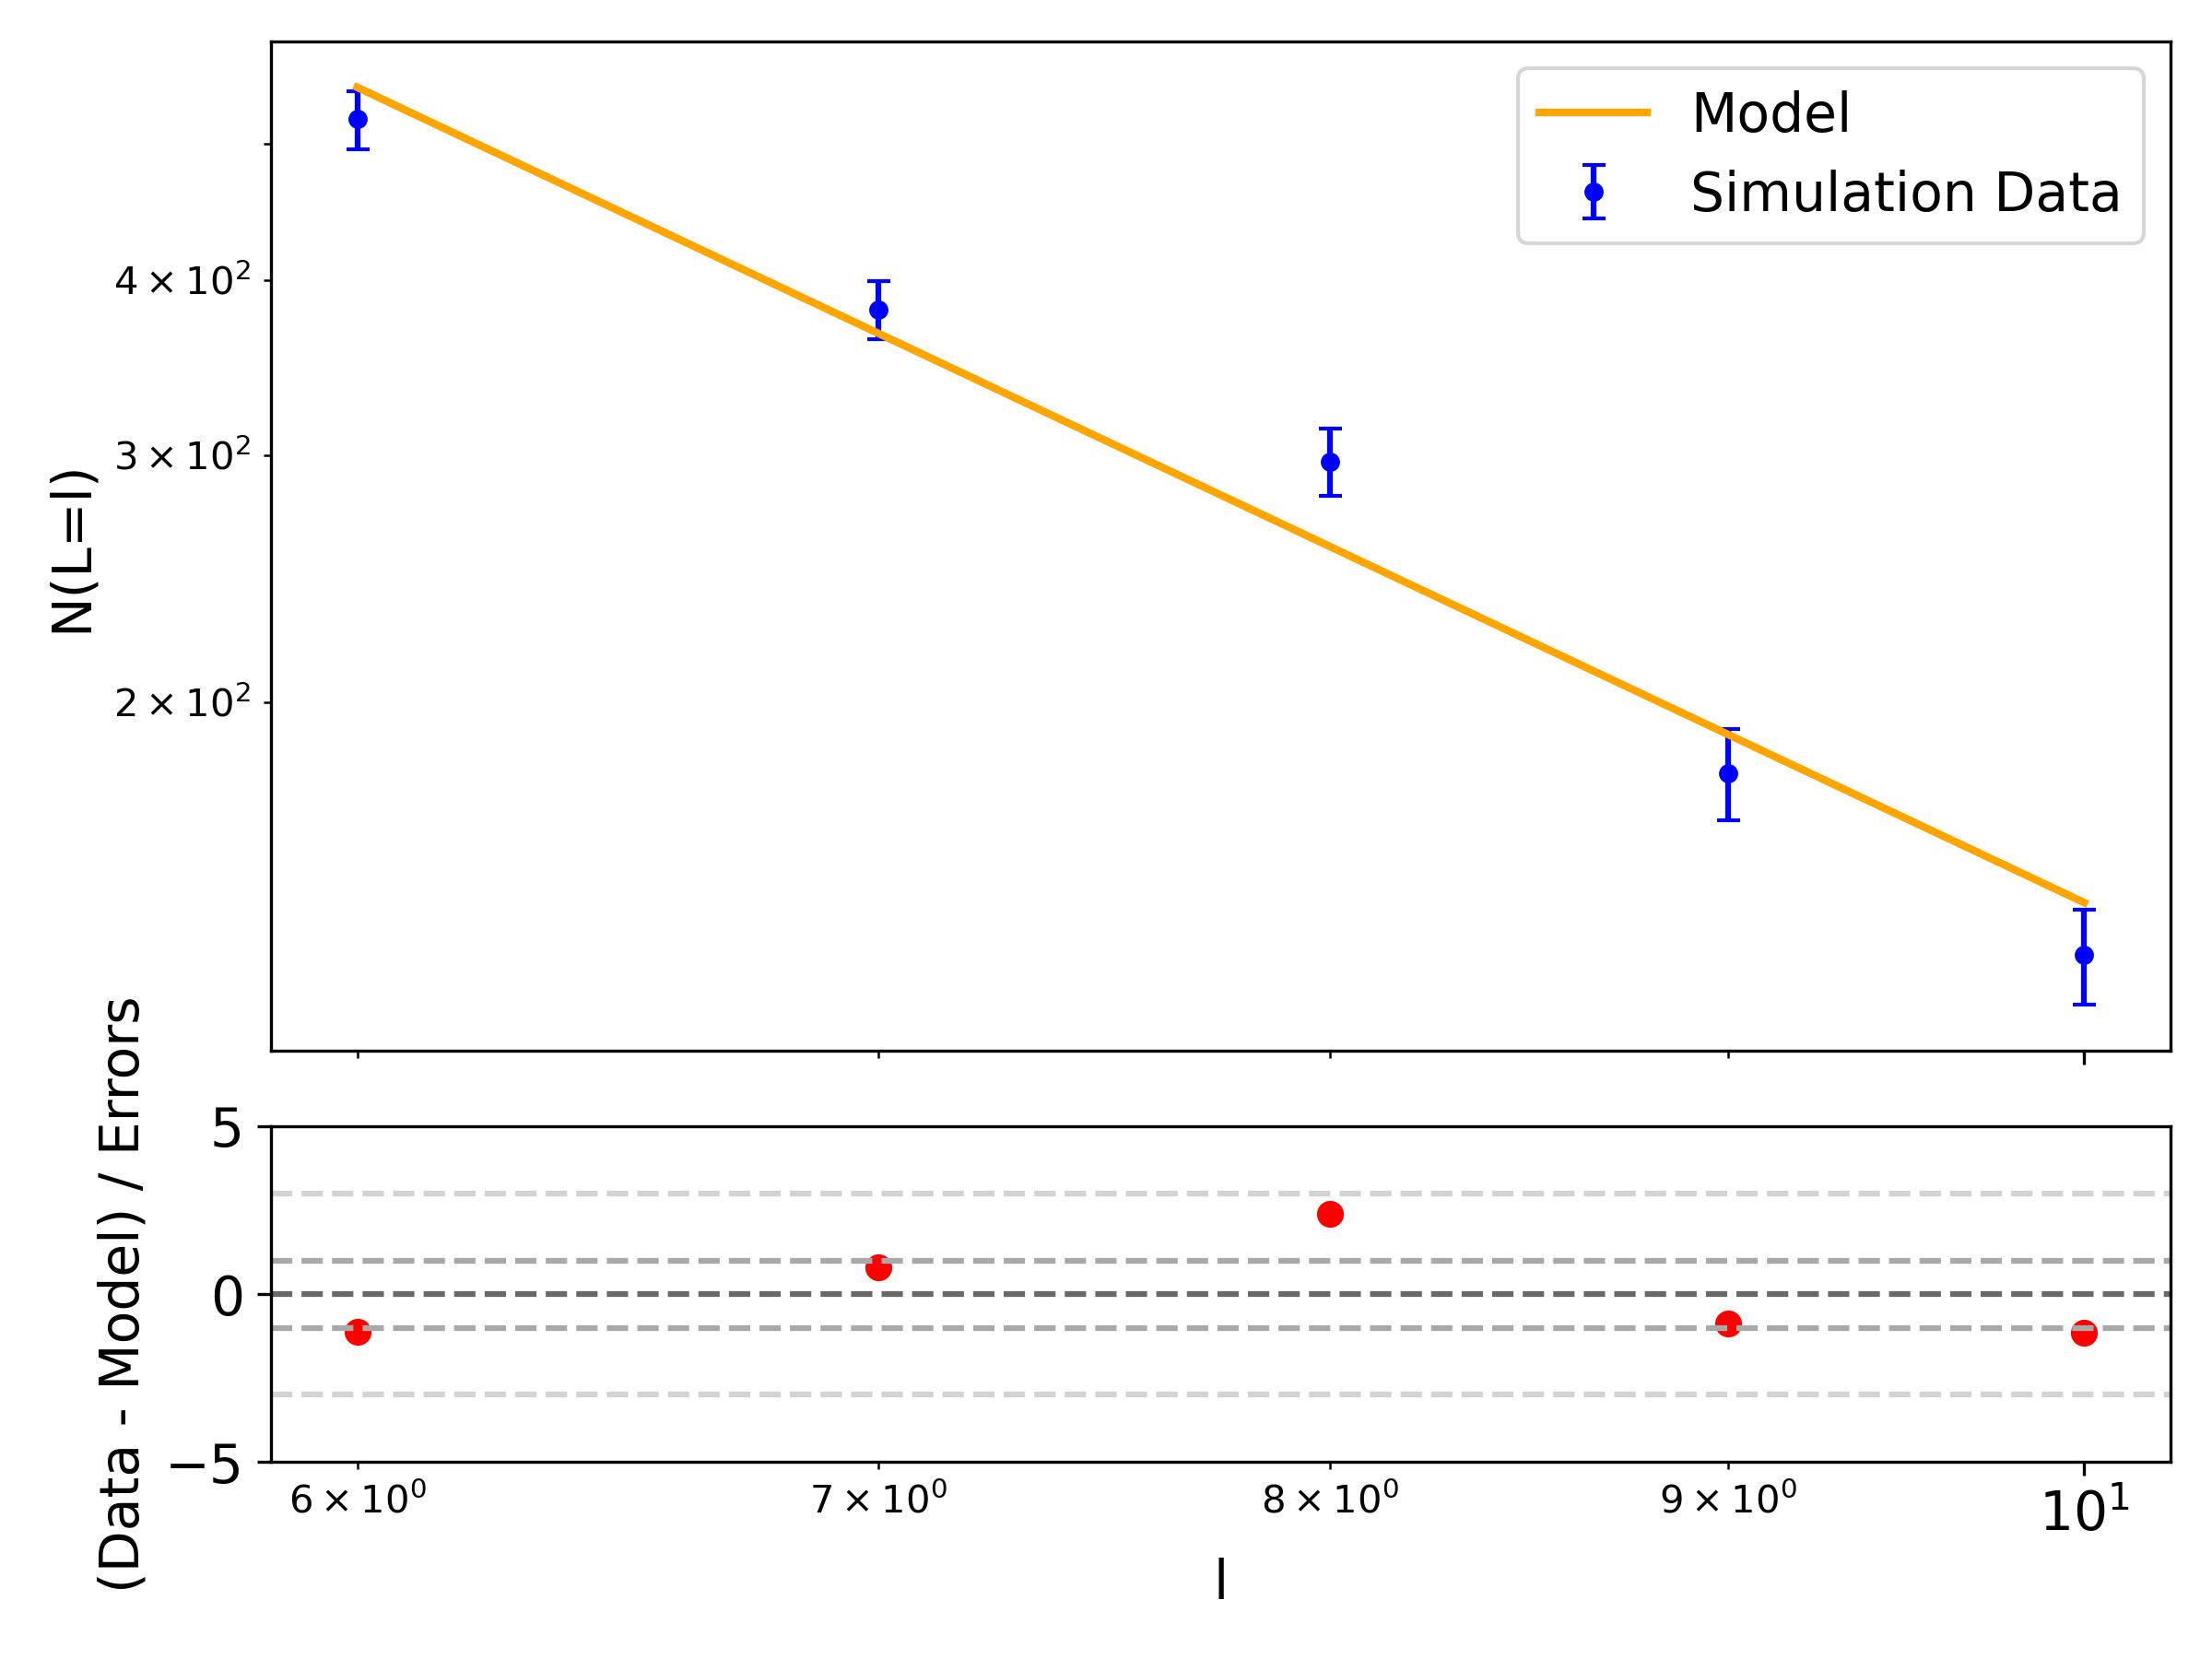 Model
Simulation Data
4 × 10²
3 × 10²
2 × 10²
N(L=l)
5
0
−5
(Data - Model) / Errors
6 × 10⁰
7 × 10⁰
8 × 10⁰
9 × 10⁰
10¹
l